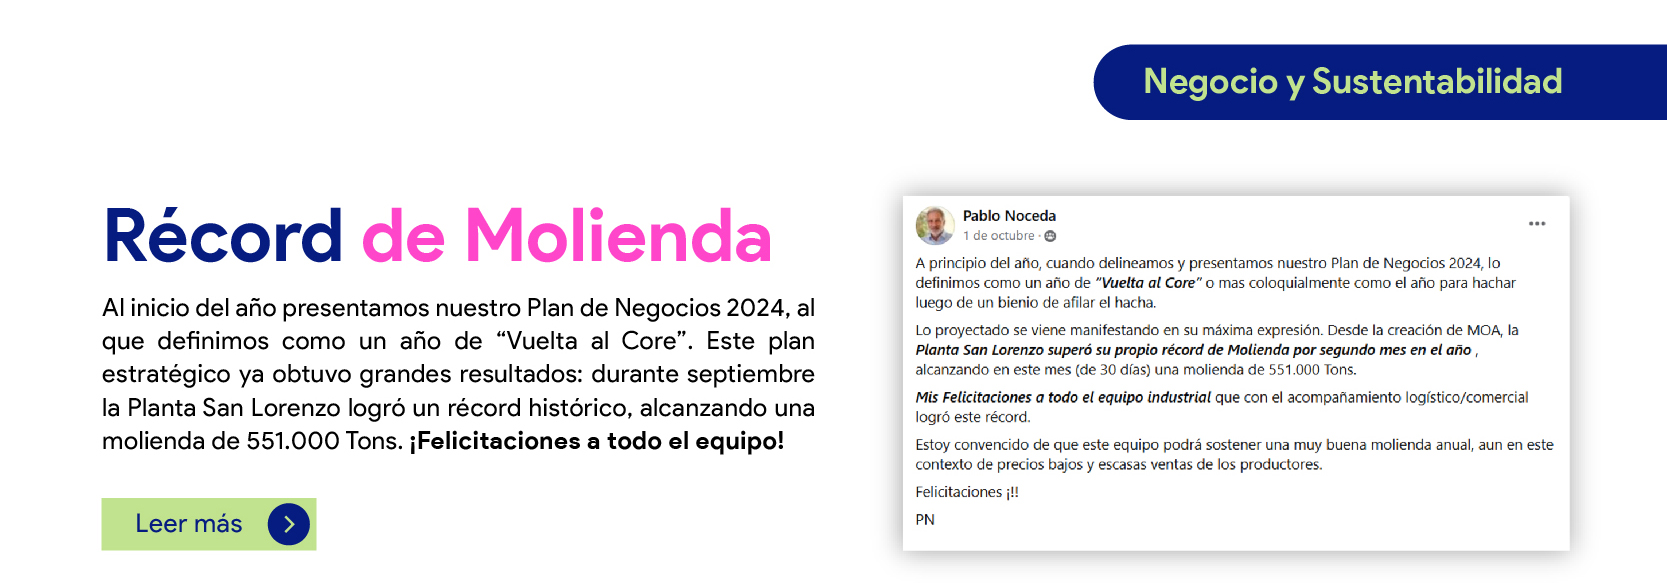 Negocio y Sustentabilidad
Récord de Molienda
Al inicio del año presentamos nuestro Plan de Negocios 2024, al
que definimos como un año de “Vuelta al Core”. Este plan
estratégico ya obtuvo grandes resultados: durante septiembre
la Planta San Lorenzo logró un récord histórico, alcanzando una
molienda de 551.000 Tons. ¡Felicitaciones a todo el equipo!
Leer más
Pablo Noceda
1 de octubre ·
A principio del año, cuando delineamos y presentamos nuestro Plan de Negocios 2024, lo
definimos como un año de “Vuelta al Core” o mas coloquialmente como el año para hachar
luego de un bienio de afilar el hacha.
Lo proyectado se viene manifestando en su máxima expresión. Desde la creación de MOA, la
Planta San Lorenzo superó su propio récord de Molienda por segundo mes en el año ,
alcanzando en este mes (de 30 días) una molienda de 551.000 Tons.
Mis Felicitaciones a todo el equipo industrial que con el acompañamiento logístico/comercial
logró este récord.
Estoy convencido de que este equipo podrá sostener una muy buena molienda anual, aun en este
contexto de precios bajos y escasas ventas de los productores.
Felicitaciones ¡!!
PN